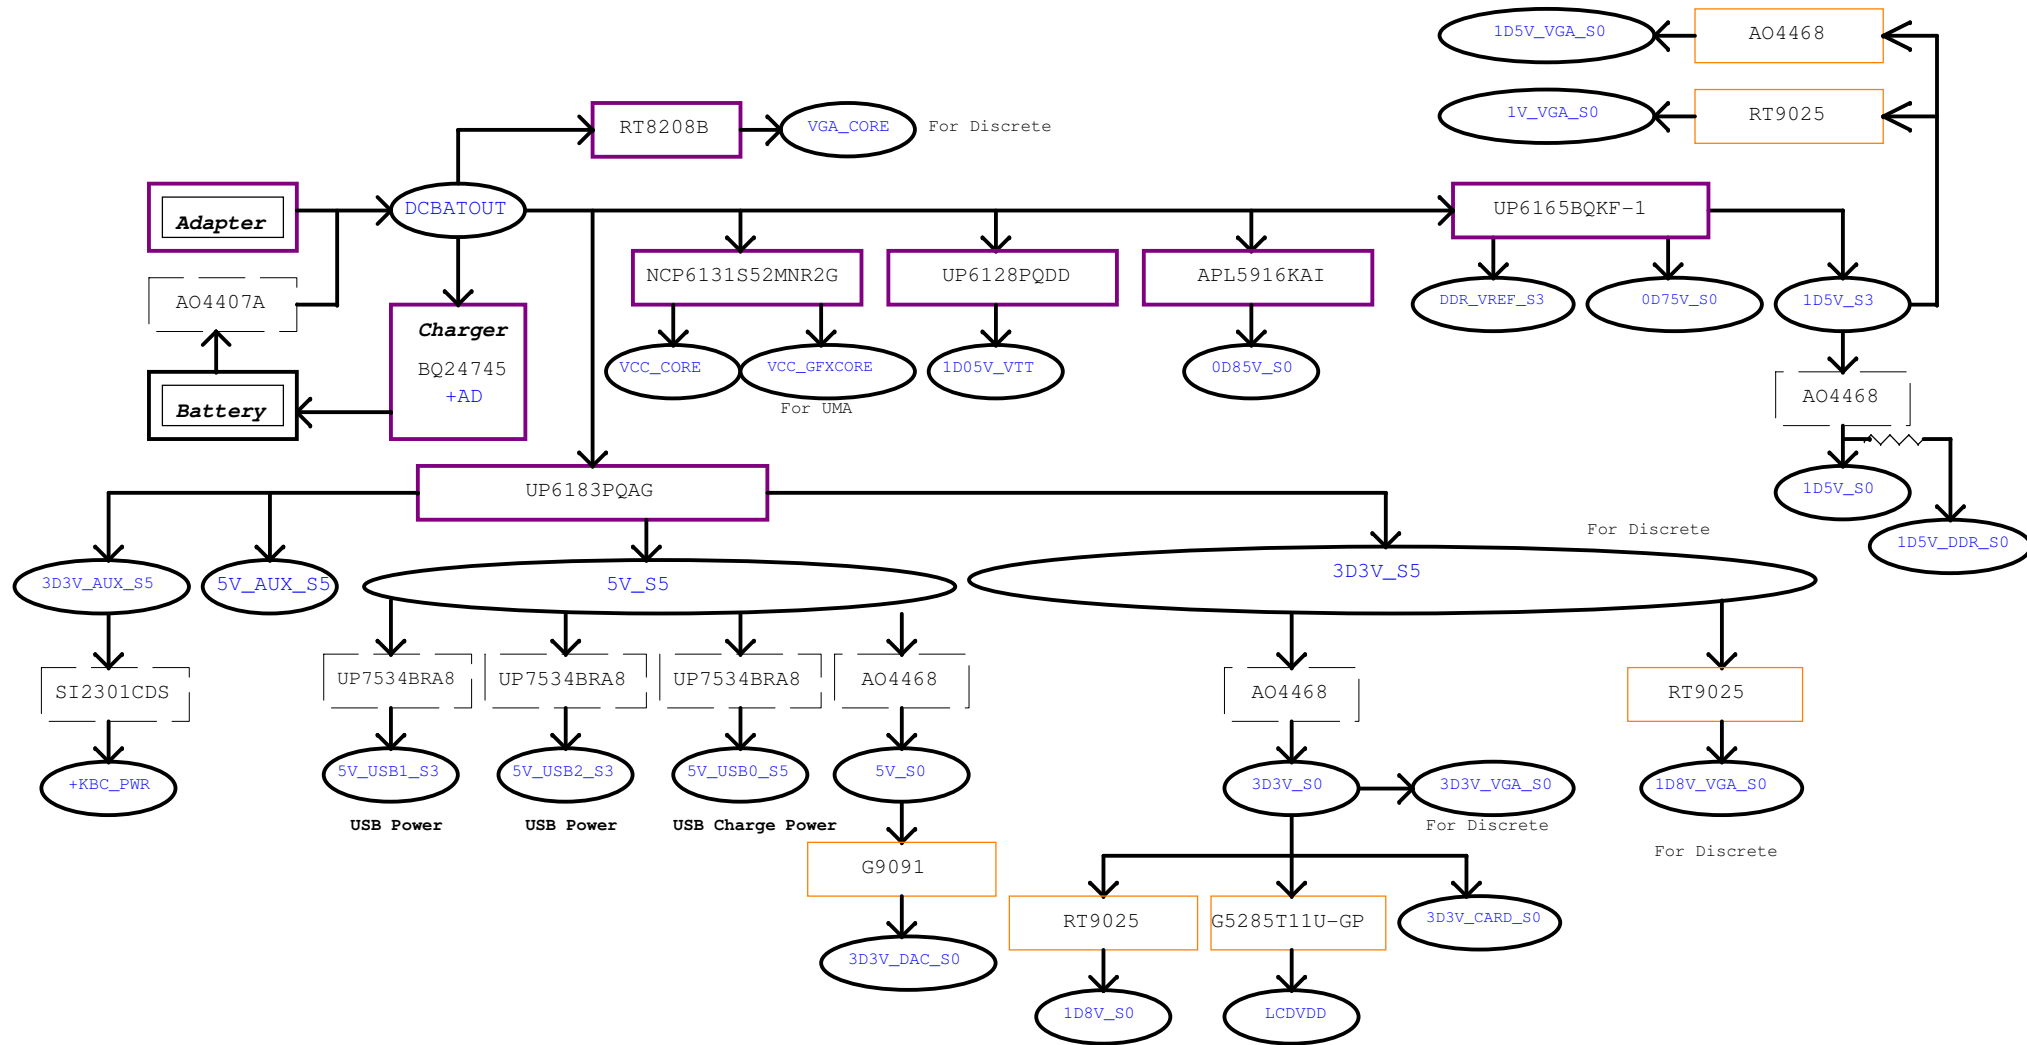 1D5V_VGA_S0
AO4468
1V_VGA_S0
RT9025
RT8208B
VGA_CORE
For Discrete
Adapter
DCBATOUT
UP6165BQKF-1
AO4407A
NCP6131S52MNR2G
UP6128PQDD
APL5916KAI
DDR_VREF_S3
0D75V_S0
1D5V_S3
Charger
BQ24745
+AD
Battery
VCC_CORE
VCC_GFXCORE
For UMA
1D05V_VTT
0D85V_S0
AO4468
1D5V_S0
1D5V_DDR_S0
UP6183PQAG
For Discrete
3D3V_AUX_S5
5V_AUX_S5
5V_S5
3D3V_S5
SI2301CDS
UP7534BRA8
UP7534BRA8
UP7534BRA8
AO4468
AO4468
RT9025
+KBC_PWR
5V_USB1_S3
5V_USB2_S3
5V_USB0_S5
5V_S0
3D3V_S0
3D3V_VGA_S0
1D8V_VGA_S0
USB Power
USB Power
USB Charge Power
For Discrete
For Discrete
G9091
RT9025
G5285T11U-GP
3D3V_CARD_S0
3D3V_DAC_S0
1D8V_S0
LCDVDD